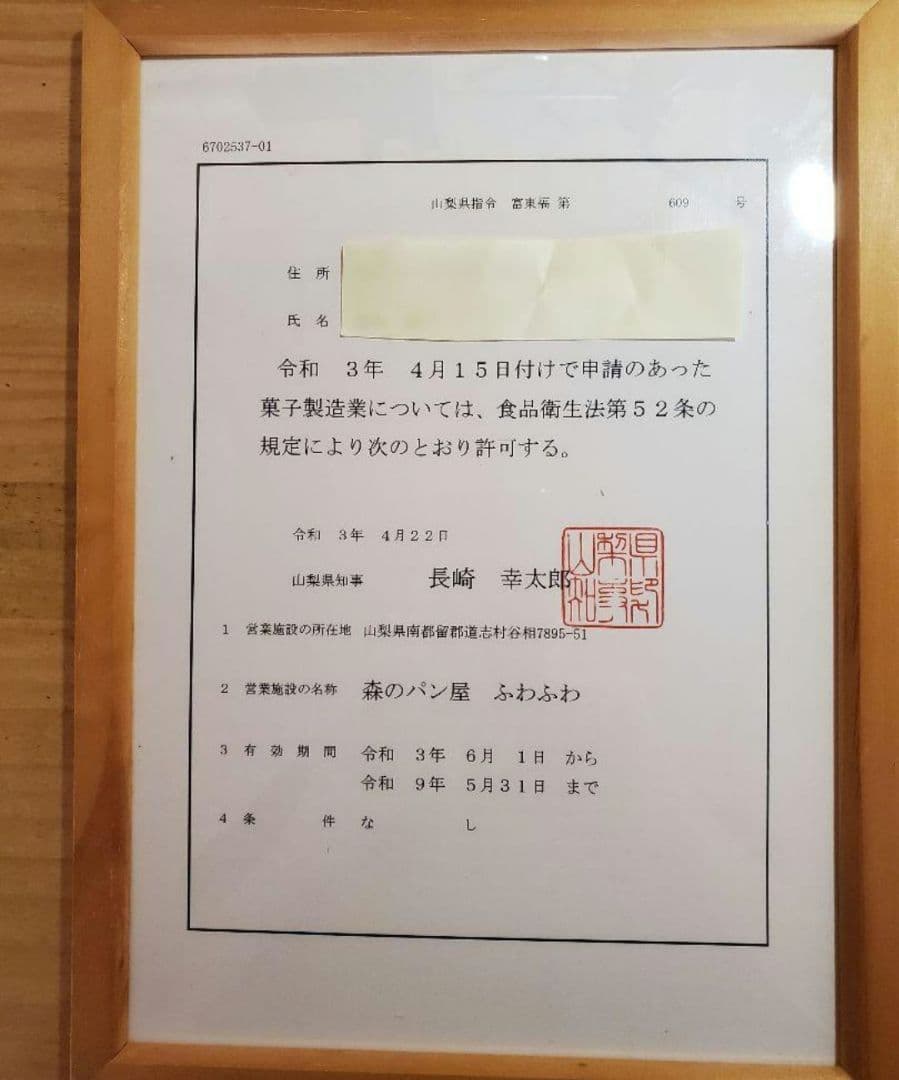 6702537-01
山梨県指令　富東福 第　609　号
住 所
氏 名
令和　３年　４月１５日付けで申請のあった
菓子製造業については、食品衛生法第５２条の
規定により次のとおり許可する。
令和　３年　４月２２日
山梨県知事　長崎　幸太郎
山梨県知事印
1　営業施設の所在地　山梨県南都留郡道志村谷相7895-51
2　営業施設の名称　森のパン屋　ふわふわ
3　有 効 期 間　令和　３年　６月　１日　から
令和　９年　５月３１日　まで
4　条　件　な　し